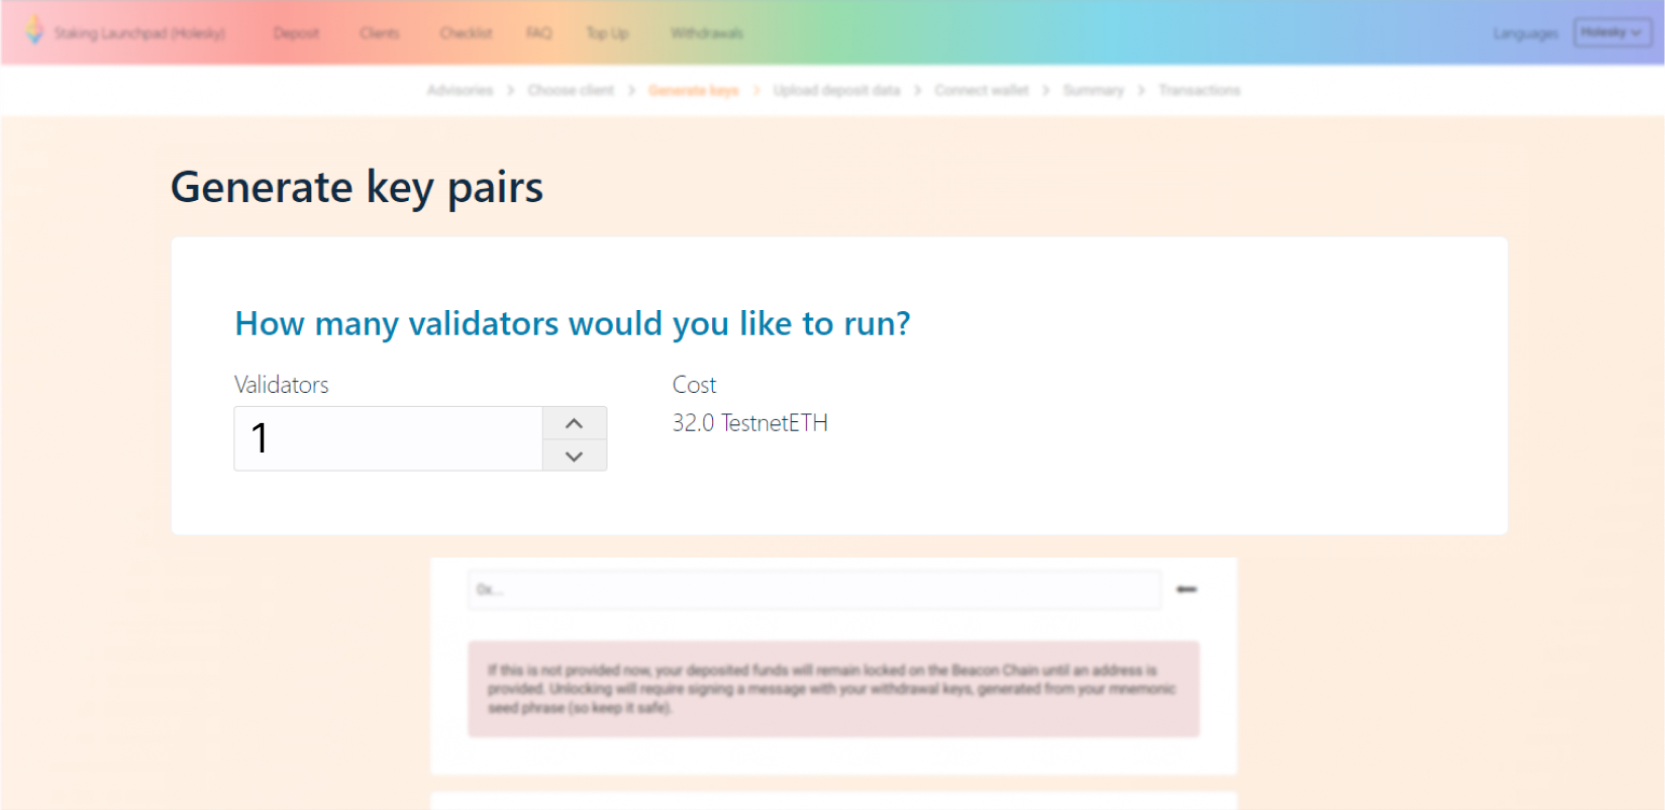 Staking Launchpad (Holesky) Deposit Clients Checklist FAQ Top Up Withdrawals Languages Holesky
Advisories > Choose client > Generate keys > Upload deposit data > Connect wallet > Summary > Transactions
Generate key pairs
How many validators would you like to run?
Validators Cost
1 32.0 TestnetETH
0x...
If this is not provided now, your deposited funds will remain locked on the Beacon Chain until an address is
provided. Unlocking will require signing a message with your withdrawal keys, generated from your mnemonic
seed phrase (so keep it safe).